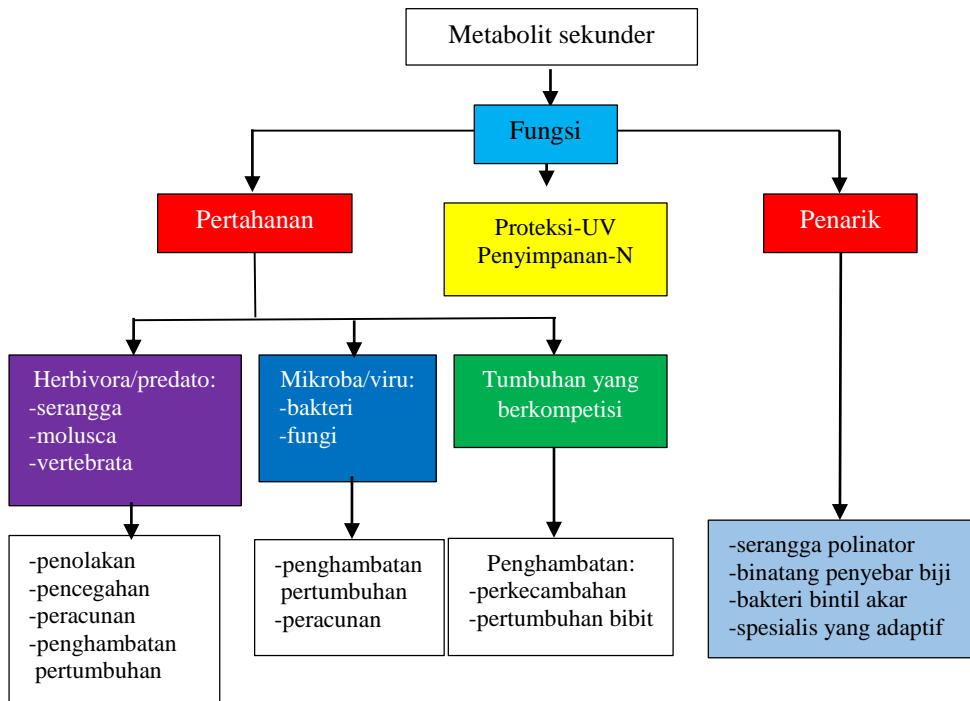 Metabolit sekunder
Fungsi
Pertahanan
Proteksi-UV
Penyimpanan-N
Penarik
Herbivora/predato:
-serangga
-molusca
-vertebrata
Mikroba/viru:
-bakteri
-fungi
Tumbuhan yang
berkompetisi
-penolakan
-pencegahan
-peracunan
-penghambatan
pertumbuhan
-penghambatan
pertumbuhan
-peracunan
Penghambatan:
-perkecambahan
-pertumbuhan bibit
-serangga polinator
-binatang penyebar biji
-bakteri bintil akar
-spesialis yang adaptif